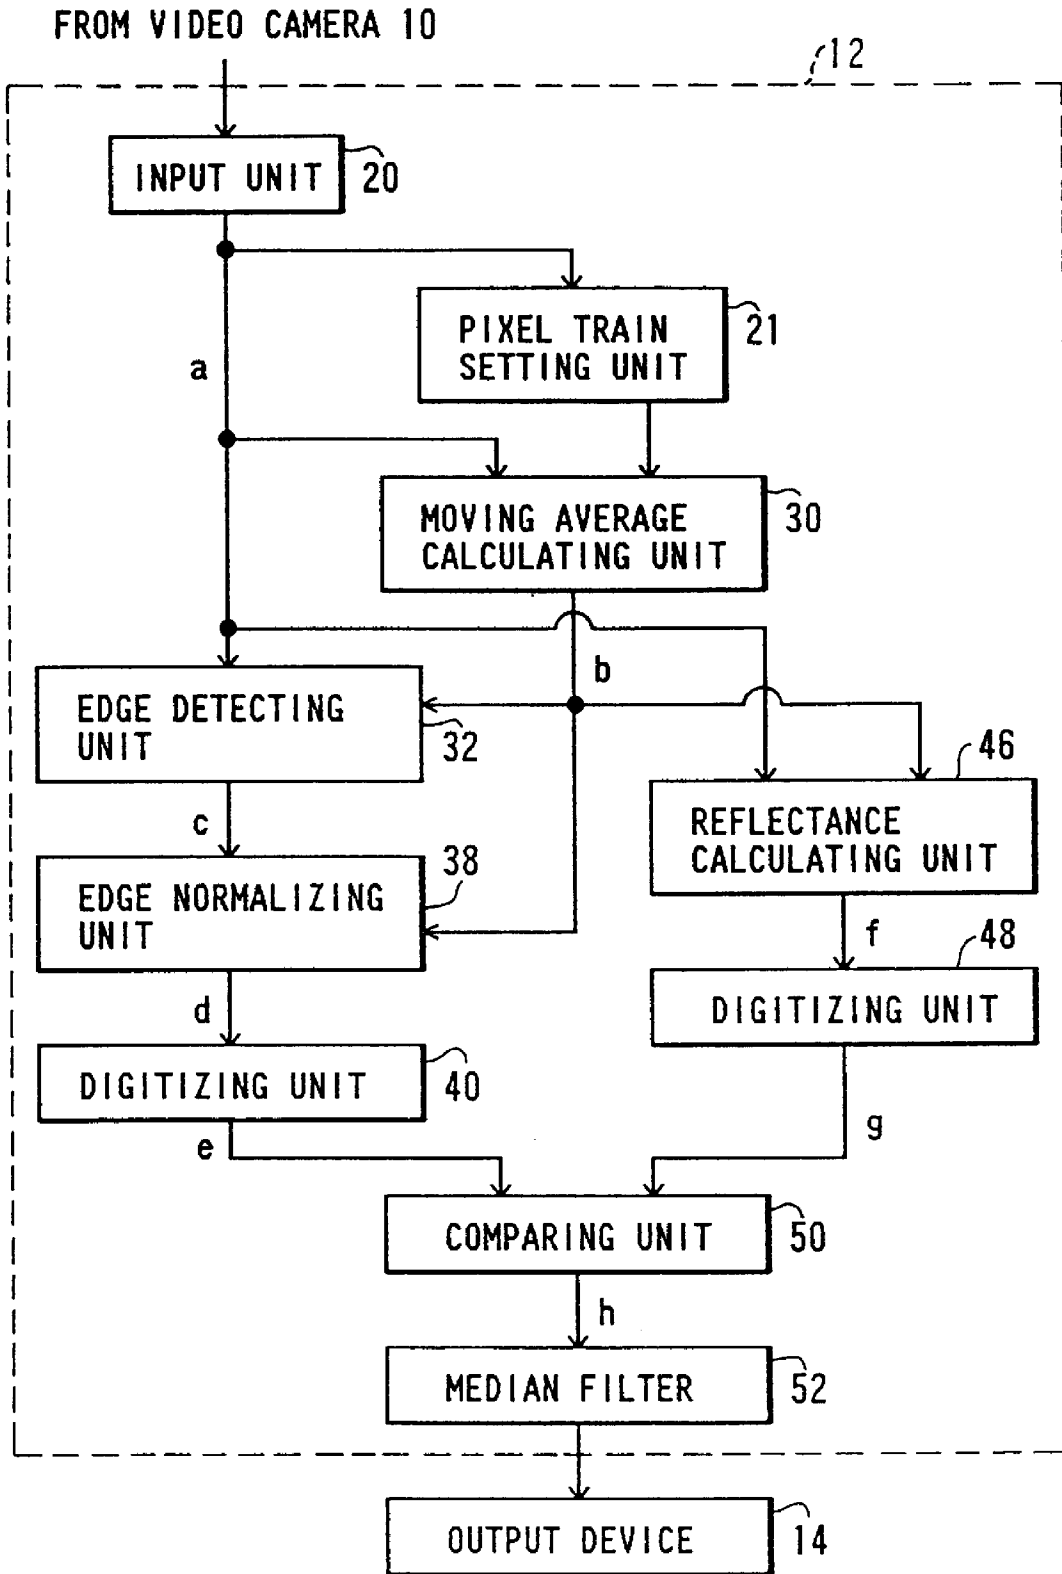 FROM VIDEO CAMERA 10
12
INPUT UNIT
20
PIXEL TRAIN
SETTING UNIT
21
a
MOVING AVERAGE
CALCULATING UNIT
30
b
EDGE DETECTING
UNIT
32
46
c
REFLECTANCE
CALCULATING UNIT
38
EDGE NORMALIZING
UNIT
f
48
d
DIGITIZING UNIT
DIGITIZING UNIT
40
e
g
COMPARING UNIT
50
h
MEDIAN FILTER
52
OUTPUT DEVICE
14